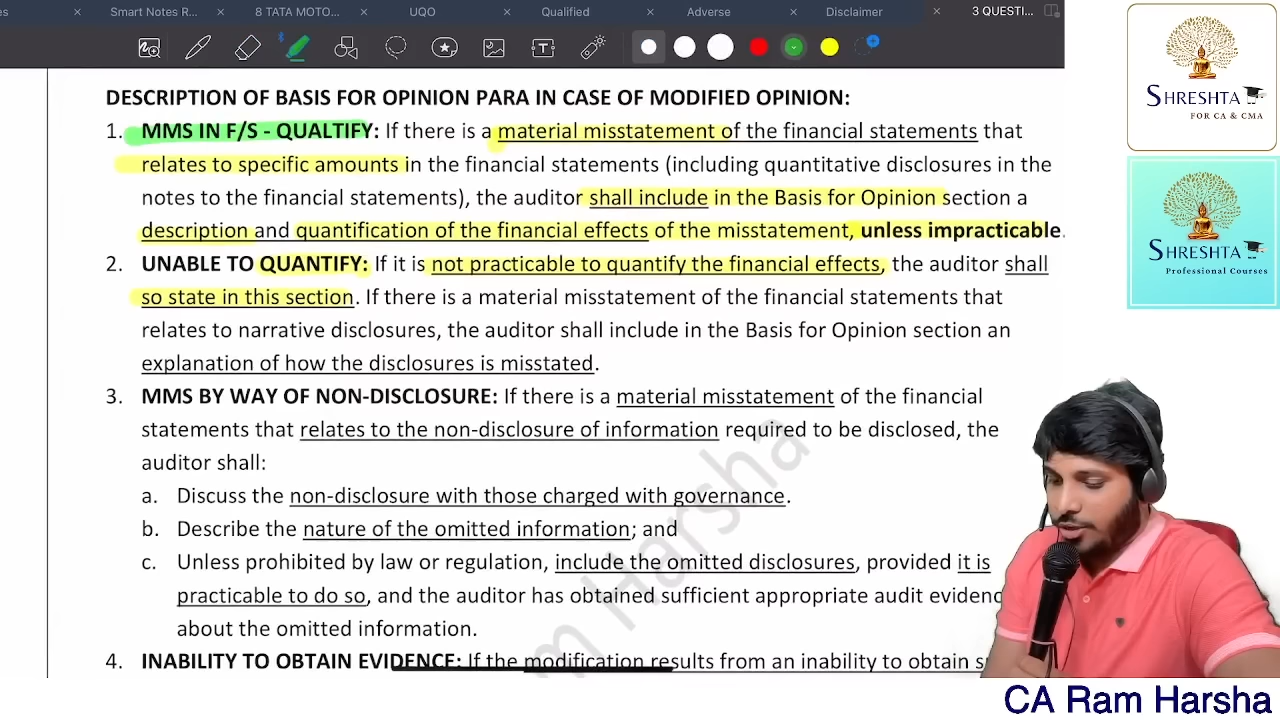 es
Smart Notes R...
8 TATA MOTO...
UQO
Qualified
Adverse
Disclaimer
3 QUESTI...
DESCRIPTION OF BASIS FOR OPINION PARA IN CASE OF MODIFIED OPINION:
1. MMS IN F/S - QUALTIFY: If there is a material misstatement of the financial statements that
relates to specific amounts in the financial statements (including quantitative disclosures in the
notes to the financial statements), the auditor shall include in the Basis for Opinion section a
description and quantification of the financial effects of the misstatement, unless impracticable.
2. UNABLE TO QUANTIFY: If it is not practicable to quantify the financial effects, the auditor shall
so state in this section. If there is a material misstatement of the financial statements that
relates to narrative disclosures, the auditor shall include in the Basis for Opinion section an
explanation of how the disclosures is misstated.
3. MMS BY WAY OF NON-DISCLOSURE: If there is a material misstatement of the financial
statements that relates to the non-disclosure of information required to be disclosed, the
auditor shall:
a. Discuss the non-disclosure with those charged with governance.
b. Describe the nature of the omitted information; and
c. Unless prohibited by law or regulation, include the omitted disclosures, provided it is
practicable to do so, and the auditor has obtained sufficient appropriate audit evidenc
about the omitted information.
4. INABILITY TO OBTAIN EVIDENCE: If the modification results from an inability to obtain s
m Harsha
SHRESHTA
FOR CA & CMA
SHRESHTA
Professional Courses
CA Ram Harsha